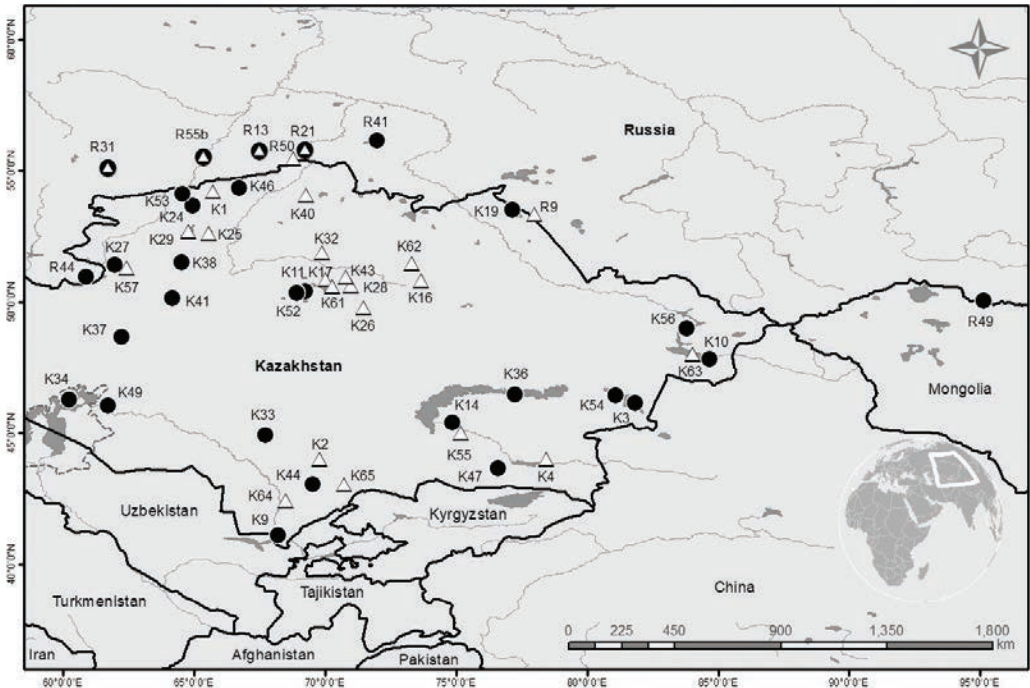 60°0'0"N
55°0'0"N
50°0'0"N
45°0'0"N
40°0'0"N
R41
R13
R21
R55b
R50
R31
Russia
K46
K53
K1
K24
K40
K19
R9
K29
K25
K27
K32
K62
K38
R44
K57
K11
K17
K43
K41
K52
K61
K28
K16
K26
R49
K56
K37
K10
Kazakhstan
K63
Mongolia
K34
K49
K36
K54
K3
K14
K33
K2
K55
K44
K65
K47
K4
K64
Uzbekistan
K9
Kyrgyzstan
Tajikistan
China
Turkmenistan
Iran
Afghanistan
Pakistan
0 225 450 900 1,350 1,800
km
60°0'0"E 65°0'0"E 70°0'0"E 75°0'0"E 80°0'0"E 85°0'0"E 90°0'0"E 95°0'0"E